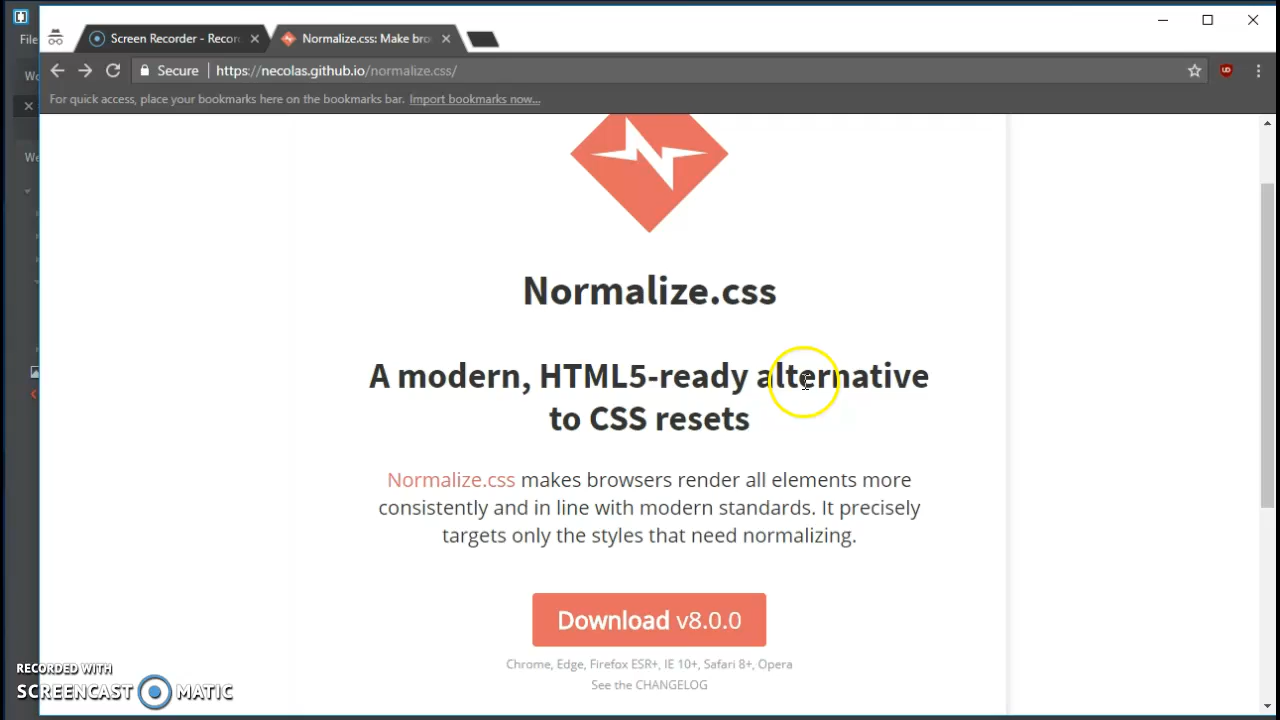 File
Screen Recorder - Recor
Normalize.css: Make bro
Wo
Secure
https://necolas.github.io/normalize.css/
UD
For quick access, place your bookmarks here on the bookmarks bar. Import bookmarks now...
We
Normalize.css
A modern, HTML5-ready alternative
to CSS resets
Normalize.css makes browsers render all elements more
consistently and in line with modern standards. It precisely
targets only the styles that need normalizing.
Download v8.0.0
Chrome, Edge, Firefox ESR+, IE 10+, Safari 8+, Opera
See the CHANGELOG
RECORDED WITH
SCREENCAST MATIC